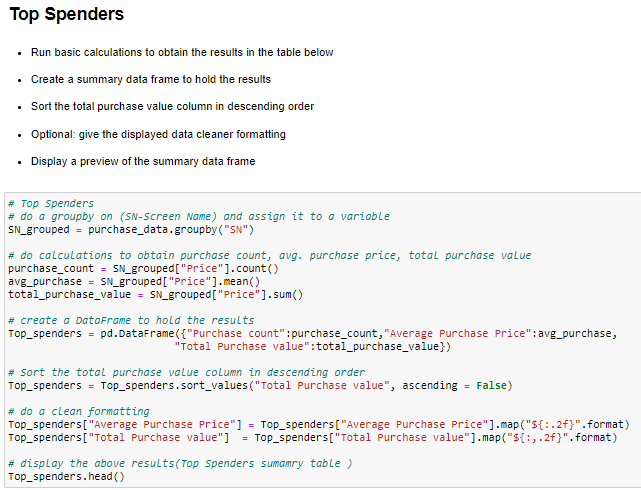 Top Spenders
• Run basic calculations to obtain the results in the table below
• Create a summary data frame to hold the results
• Sort the total purchase value column in descending order
• Optional: give the displayed data cleaner formatting
• Display a preview of the summary data frame
# Top Spenders
# do a groupby on (SN-Screen Name) and assign it to a variable
SN_grouped = purchase_data.groupby("SN")
# do calculations to obtain purchase count, avg. purchase price, total purchase value
purchase_count = SN_grouped["Price"].count()
avg_purchase = SN_grouped["Price"].mean()
total_purchase_value = SN_grouped["Price"].sum()
# create a DataFrame to hold the results
Top_spenders = pd.DataFrame({"Purchase count":purchase_count,"Average Purchase Price":avg_purchase,
"Total Purchase value":total_purchase_value})
# Sort the total purchase value column in descending order
Top_spenders = Top_spenders.sort_values("Total Purchase value", ascending = False)
# do a clean formatting
Top_spenders["Average Purchase Price"] = Top_spenders["Average Purchase Price"].map("${:.2f}".format)
Top_spenders["Total Purchase value"]  = Top_spenders["Total Purchase value"].map("${:,.2f}".format)
# display the above results(Top Spenders sumamry table )
Top_spenders.head()